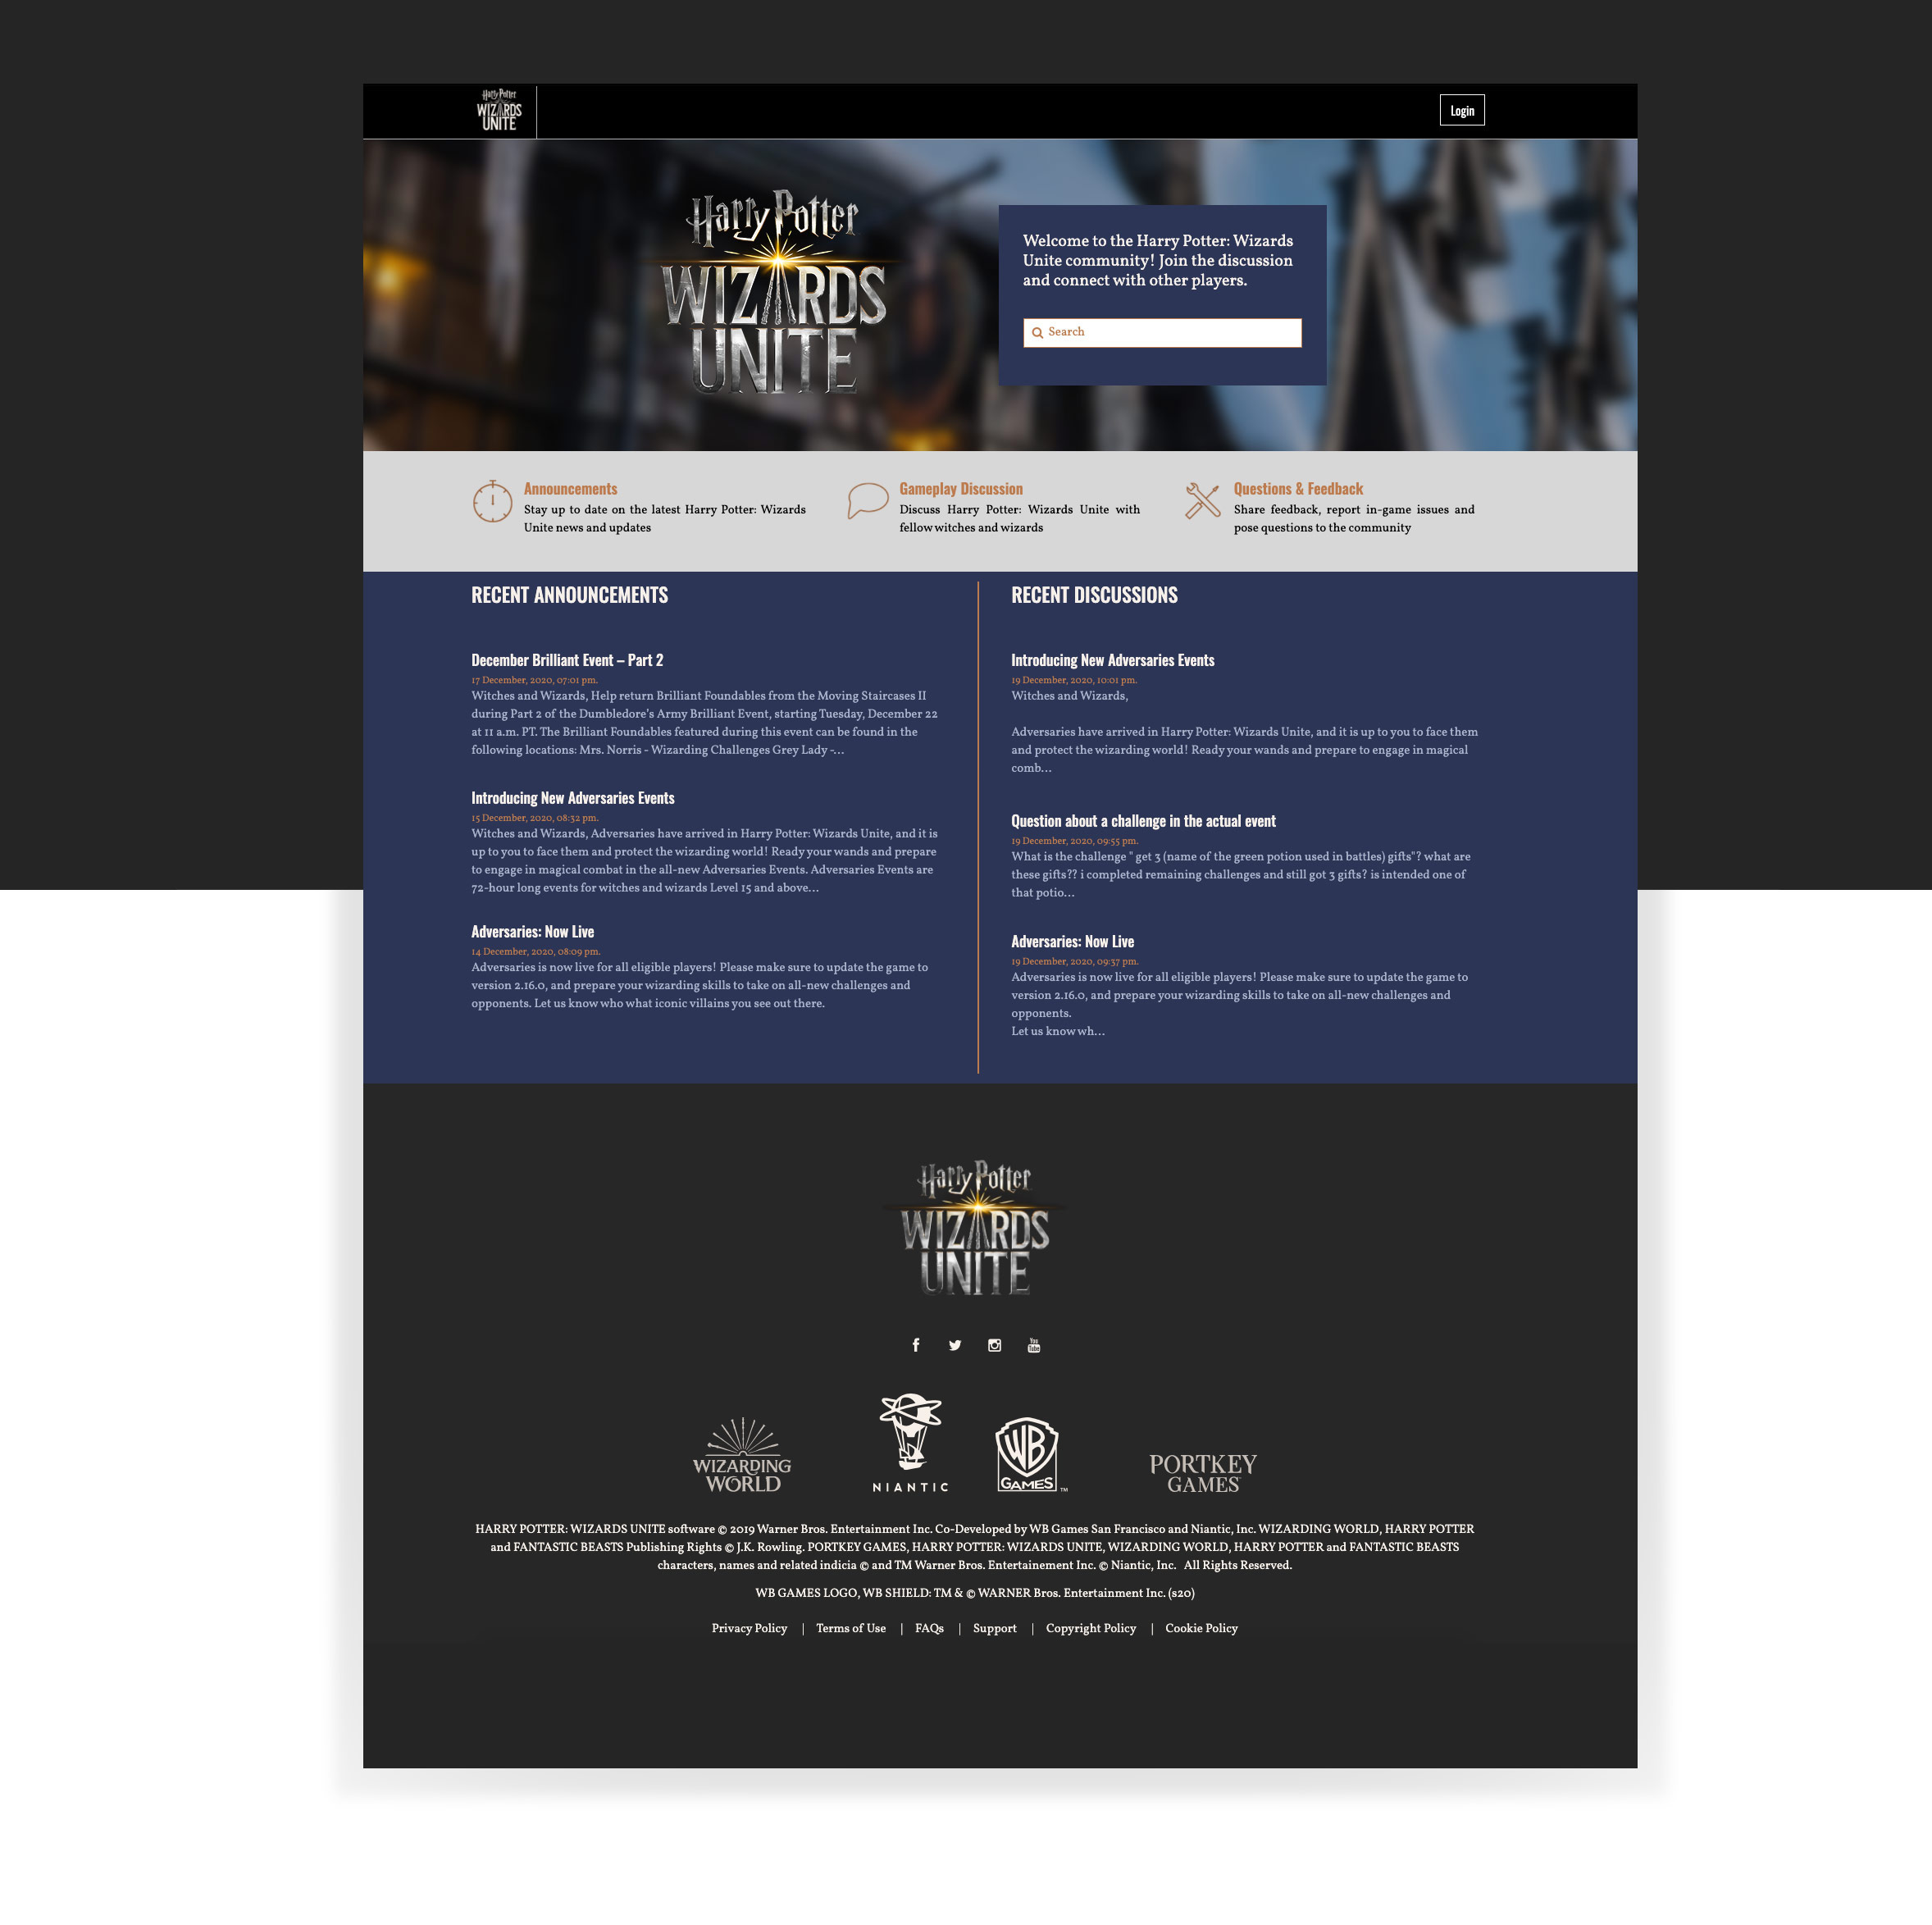 Harry Potter
WIZARDS
UNITE
Login
Harry Potter
WIZARDS
UNITE
Welcome to the Harry Potter: Wizards
Unite community! Join the discussion
and connect with other players.
Search
Announcements
Stay up to date on the latest Harry Potter: Wizards
Unite news and updates
Gameplay Discussion
Discuss Harry Potter: Wizards Unite with
fellow witches and wizards
Questions & Feedback
Share feedback, report in-game issues and
pose questions to the community
RECENT ANNOUNCEMENTS
December Brilliant Event – Part 2
17 December, 2020, 07:01 pm.
Witches and Wizards, Help return Brilliant Foundables from the Moving Staircases II
during Part 2 of the Dumbledore's Army Brilliant Event, starting Tuesday, December 22
at 11 a.m. PT. The Brilliant Foundables featured during this event can be found in the
following locations: Mrs. Norris - Wizarding Challenges Grey Lady -...
Introducing New Adversaries Events
15 December, 2020, 08:32 pm.
Witches and Wizards, Adversaries have arrived in Harry Potter: Wizards Unite, and it is
up to you to face them and protect the wizarding world! Ready your wands and prepare
to engage in magical combat in the all-new Adversaries Events. Adversaries Events are
72-hour long events for witches and wizards Level 15 and above...
Adversaries: Now Live
14 December, 2020, 08:09 pm.
Adversaries is now live for all eligible players! Please make sure to update the game to
version 2.16.0, and prepare your wizarding skills to take on all-new challenges and
opponents. Let us know who what iconic villains you see out there.
RECENT DISCUSSIONS
Introducing New Adversaries Events
19 December, 2020, 10:01 pm.
Witches and Wizards,
Adversaries have arrived in Harry Potter: Wizards Unite, and it is up to you to face them
and protect the wizarding world! Ready your wands and prepare to engage in magical
comb...
Question about a challenge in the actual event
19 December, 2020, 09:55 pm.
What is the challenge " get 3 (name of the green potion used in battles) gifts"? what are
these gifts?? i completed remaining challenges and still got 3 gifts? is intended one of
that potio...
Adversaries: Now Live
19 December, 2020, 09:37 pm.
Adversaries is now live for all eligible players! Please make sure to update the game to
version 2.16.0, and prepare your wizarding skills to take on all-new challenges and
opponents.
Let us know wh...
Harry Potter
WIZARDS
UNITE
You
Tube
WIZARDING
WORLD
NIANTIC
WB
GAMES TM
PORTKEY
GAMES
HARRY POTTER: WIZARDS UNITE software © 2019 Warner Bros. Entertainment Inc. Co-Developed by WB Games San Francisco and Niantic, Inc. WIZARDING WORLD, HARRY POTTER
and FANTASTIC BEASTS Publishing Rights © J.K. Rowling. PORTKEY GAMES, HARRY POTTER: WIZARDS UNITE, WIZARDING WORLD, HARRY POTTER and FANTASTIC BEASTS
characters, names and related indicia © and TM Warner Bros. Entertainement Inc. © Niantic, Inc. All Rights Reserved.
WB GAMES LOGO, WB SHIELD: TM & © WARNER Bros. Entertainment Inc. (s20)
Privacy Policy | Terms of Use | FAQs | Support | Copyright Policy | Cookie Policy